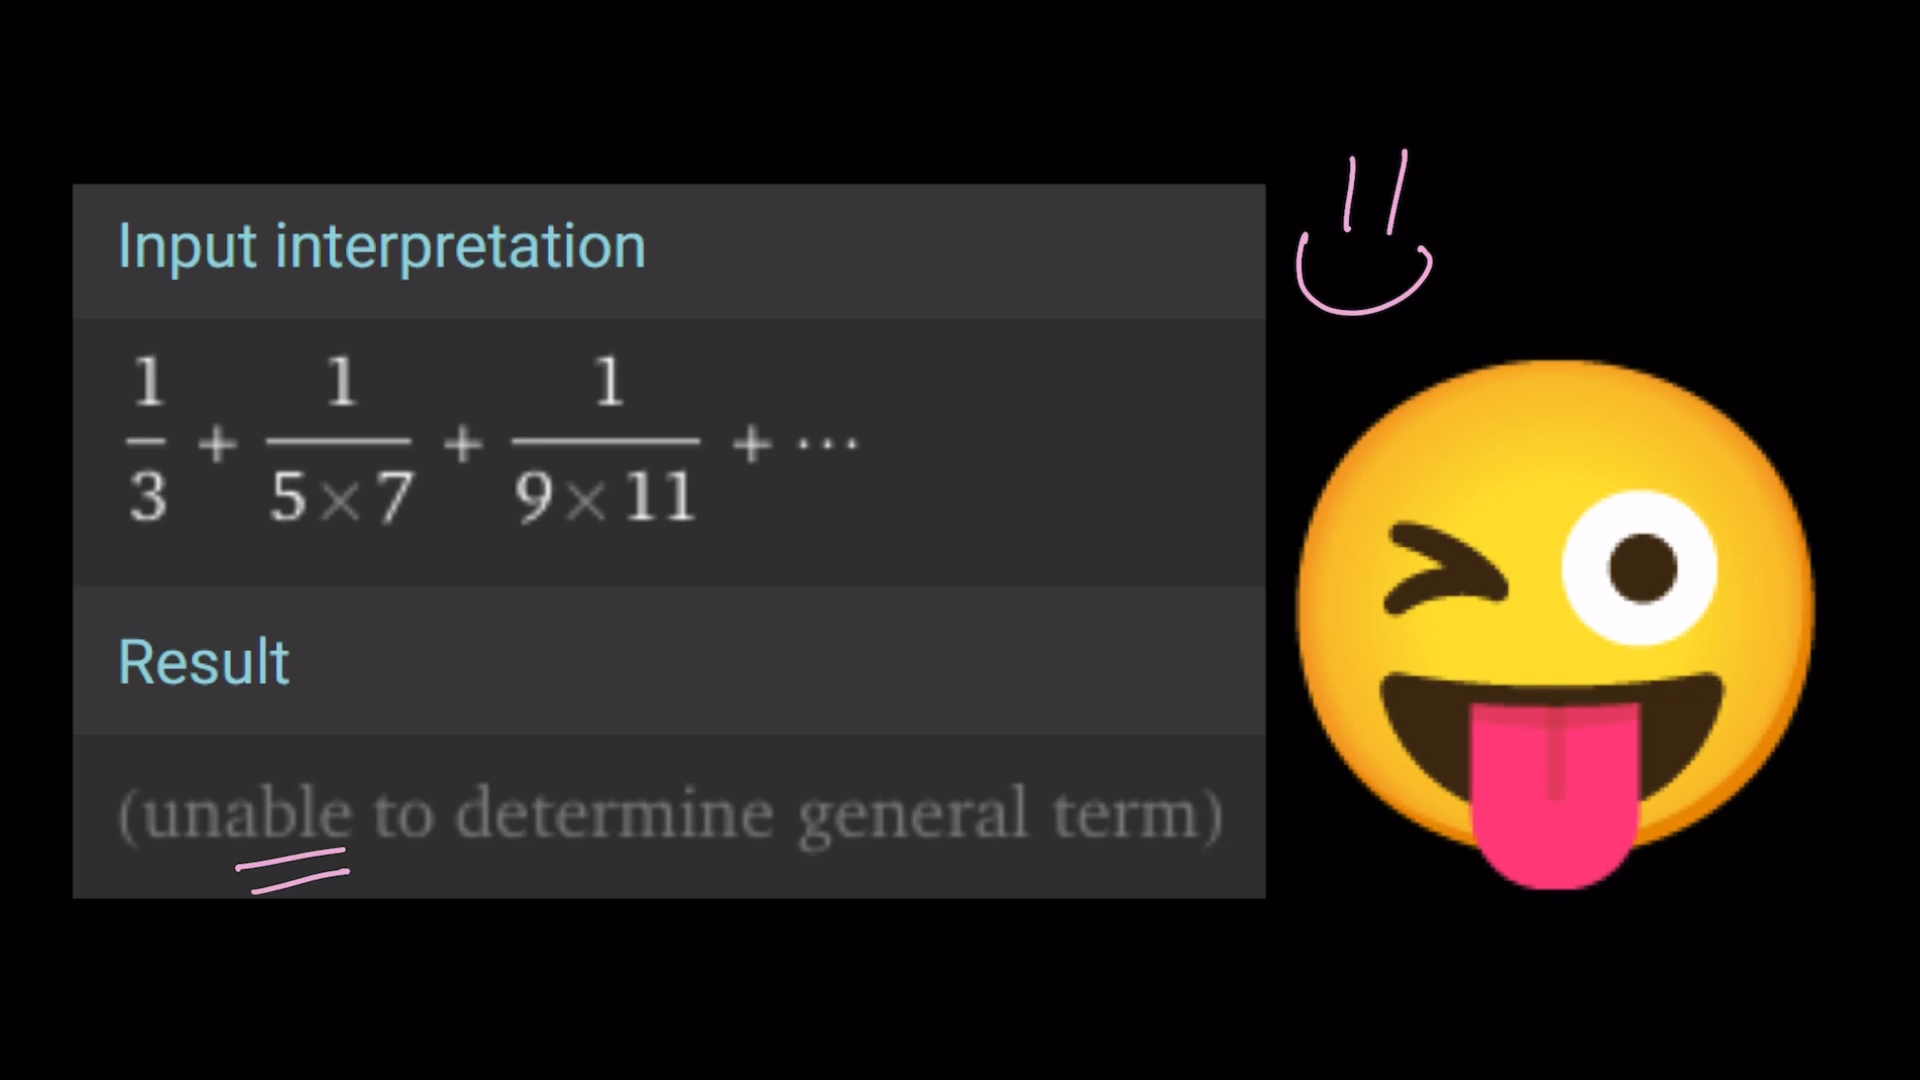 Input interpretation
1/3 + 1/(5×7) + 1/(9×11) + ⋯
Result
(unable to determine general term)